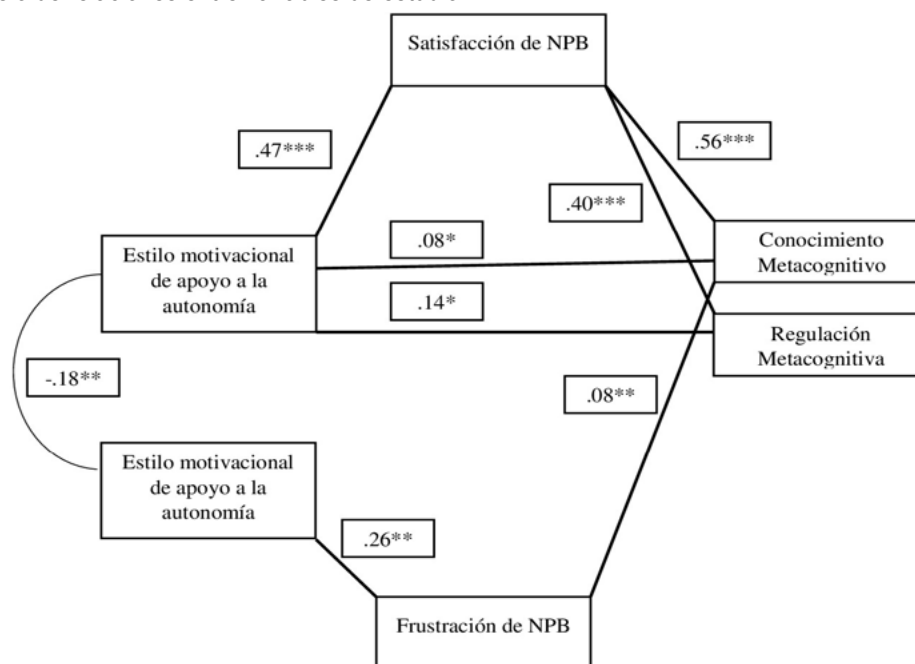 Satisfacción de NPB
.47***
.56***
.40***
.08*
Estilo motivacional
de apoyo a la
autonomía
Conocimiento
Metacognitivo
.14*
Regulación
Metacognitiva
-.18**
.08**
Estilo motivacional
de apoyo a la
autonomía
.26**
Frustración de NPB